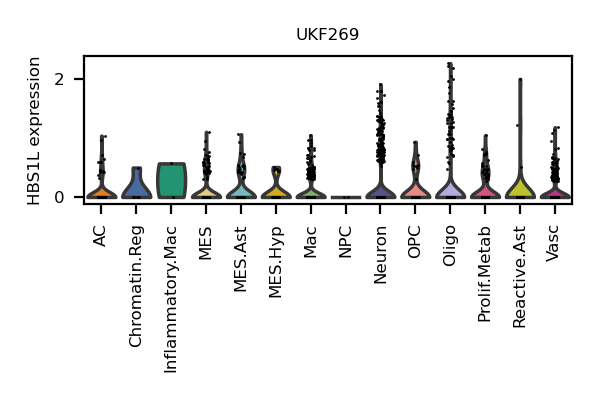 UKF269
HBS1L expression
2
0
AC
Chromatin.Reg
Inflammatory.Mac
MES
MES.Ast
MES.Hyp
Mac
NPC
Neuron
OPC
Oligo
Prolif.Metab
Reactive.Ast
Vasc